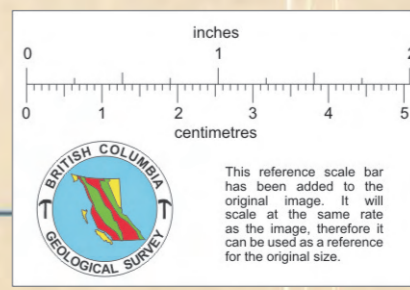 inches
0 1 2
0 1 2 3 4 5
centimetres
BRITISH COLUMBIA
GEOLOGICAL SURVEY
This reference scale bar
has been added to the
original image. It will
scale at the same rate
as the image, therefore it
can be used as a reference
for the original size.